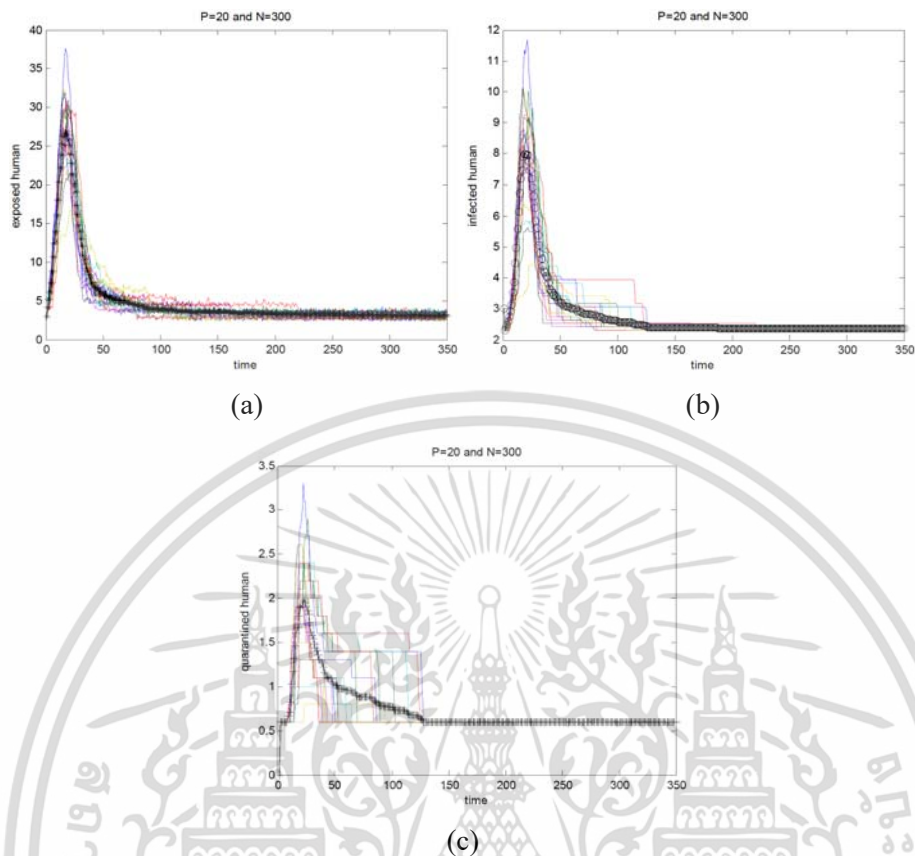 P=20 and N=300
40
35
30
25
20
15
10
5
0
exposed human
0 50 100 150 200 250 300 350
time
(a)
P=20 and N=300
12
11
10
9
8
7
6
5
4
3
2
infected human
0 50 100 150 200 250 300 350
time
(b)
P=20 and N=300
3.5
3
2.5
2
1.5
1
0.5
0
quarantined human
0 50 100 150 200 250 300 350
time
(c)